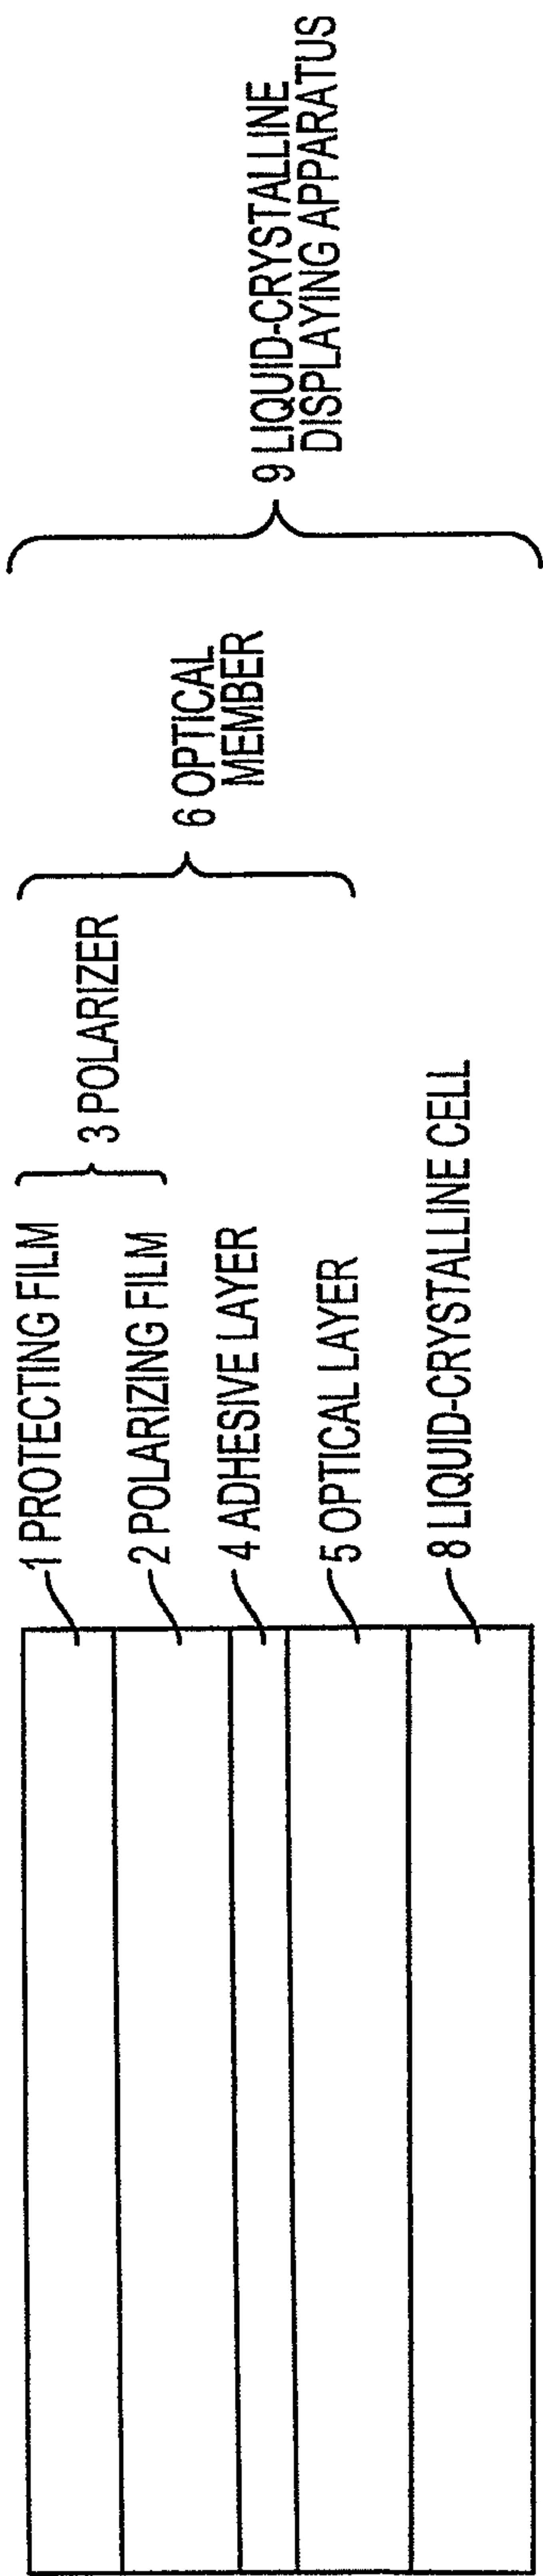 1 PROTECTING FILM
2 POLARIZING FILM
3 POLARIZER
4 ADHESIVE LAYER
5 OPTICAL LAYER
6 OPTICAL
MEMBER
8 LIQUID-CRYSTALLINE CELL
9 LIQUID-CRYSTALLINE
DISPLAYING APPARATUS